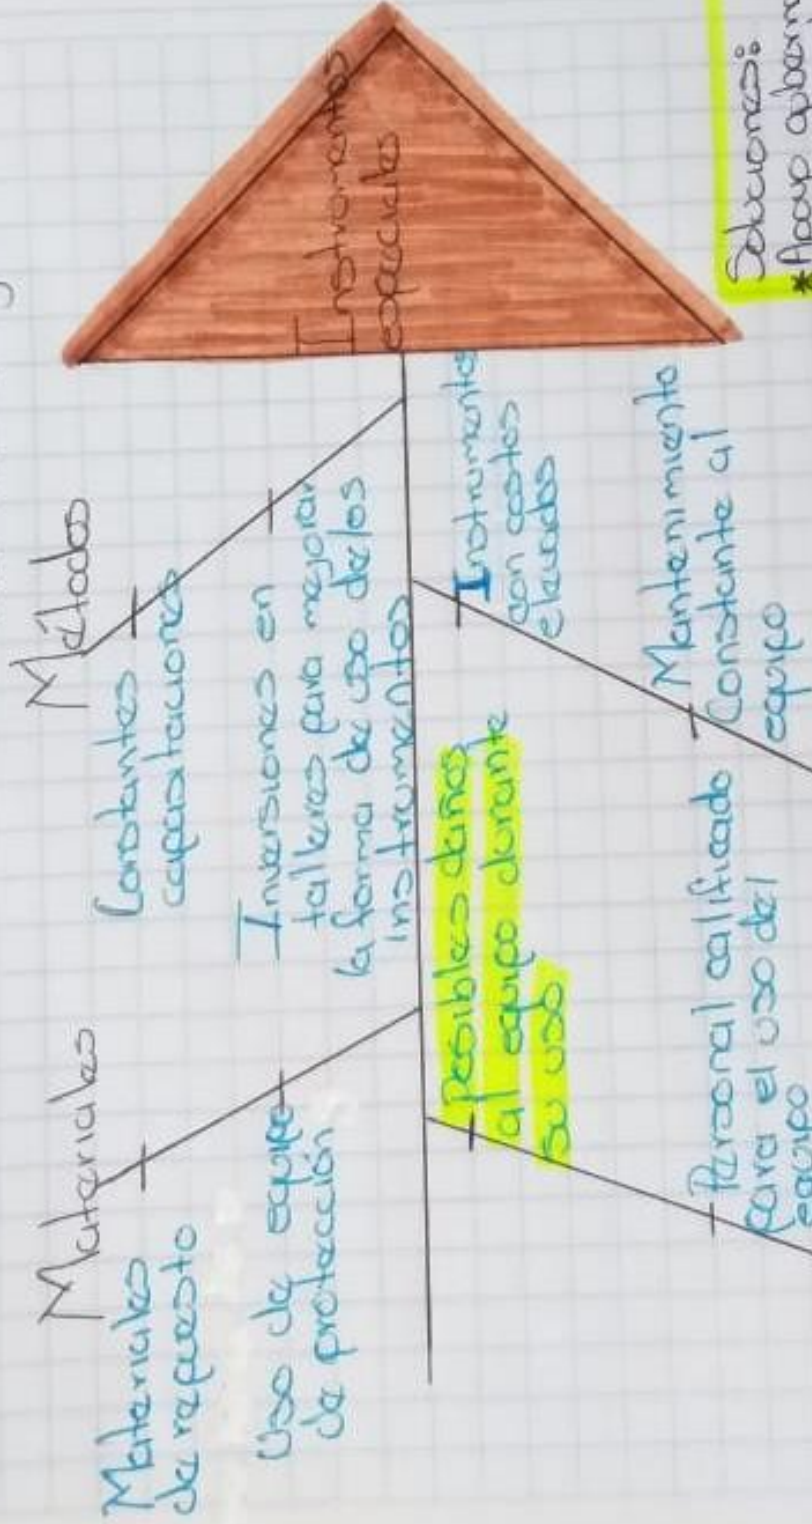 Materiales
Métodos
Materiales
de repuesto
Uso de equipo
de protección
Constantes
capacitaciones
Inversiones en
talleres para mejorar
la forma de uso de los
instrumentos
Instrumentos
especiales
Posibles daños
al equipo durante
su uso
Instrumentos
con costos
elevados
Personal calificado
para el uso del
equipo
Mantenimiento
Constante al
equipo
Soluciones:
*Apoyo